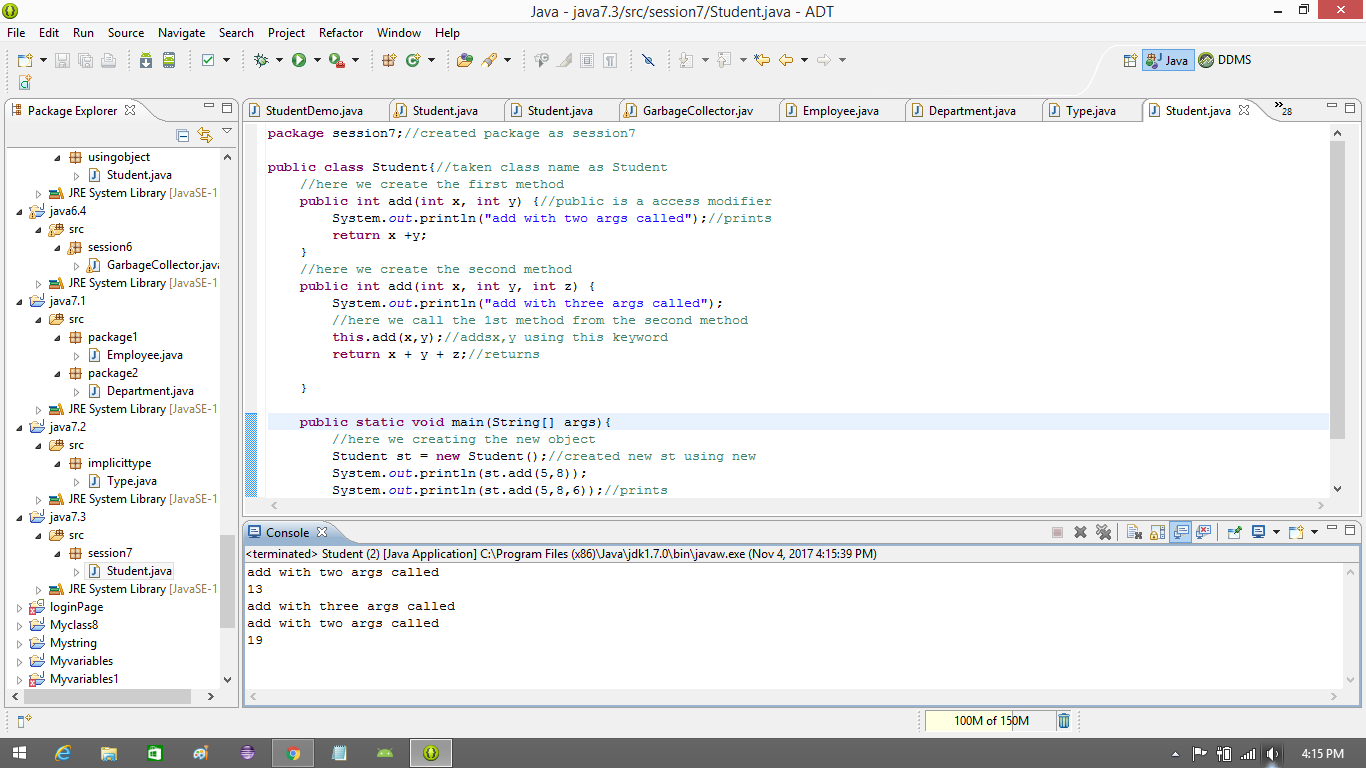 Java - java7.3/src/session7/Student.java - ADT
File Edit Run Source Navigate Search Project Refactor Window Help
Java DDMS
Package Explorer
usingobject
Student.java
JRE System Library [JavaSE-1
java6.4
src
session6
GarbageCollector.java
JRE System Library [JavaSE-1
java7.1
src
package1
Employee.java
package2
Department.java
JRE System Library [JavaSE-1
java7.2
src
implicittype
Type.java
JRE System Library [JavaSE-1
java7.3
src
session7
Student.java
JRE System Library [JavaSE-1
loginPage
Myclass8
Mystring
Myvariables
Myvariables1
StudentDemo.java Student.java Student.java GarbageCollector.jav Employee.java Department.java Type.java Student.java »28
package session7;//created package as session7
public class Student{//taken class name as Student
//here we create the first method
public int add(int x, int y) {//public is a access modifier
System.out.println("add with two args called");//prints
return x +y;
}
//here we create the second method
public int add(int x, int y, int z) {
System.out.println("add with three args called");
//here we call the 1st method from the second method
this.add(x,y);//addsx,y using this keyword
return x + y + z;//returns
}
public static void main(String[] args){
//here we creating the new object
Student st = new Student();//created new st using new
System.out.println(st.add(5,8));
System.out.println(st.add(5,8,6));//prints
Console
<terminated> Student (2) [Java Application] C:\Program Files (x86)\Java\jdk1.7.0\bin\javaw.exe (Nov 4, 2017 4:15:39 PM)
add with two args called
13
add with three args called
add with two args called
19
100M of 150M
4:15 PM